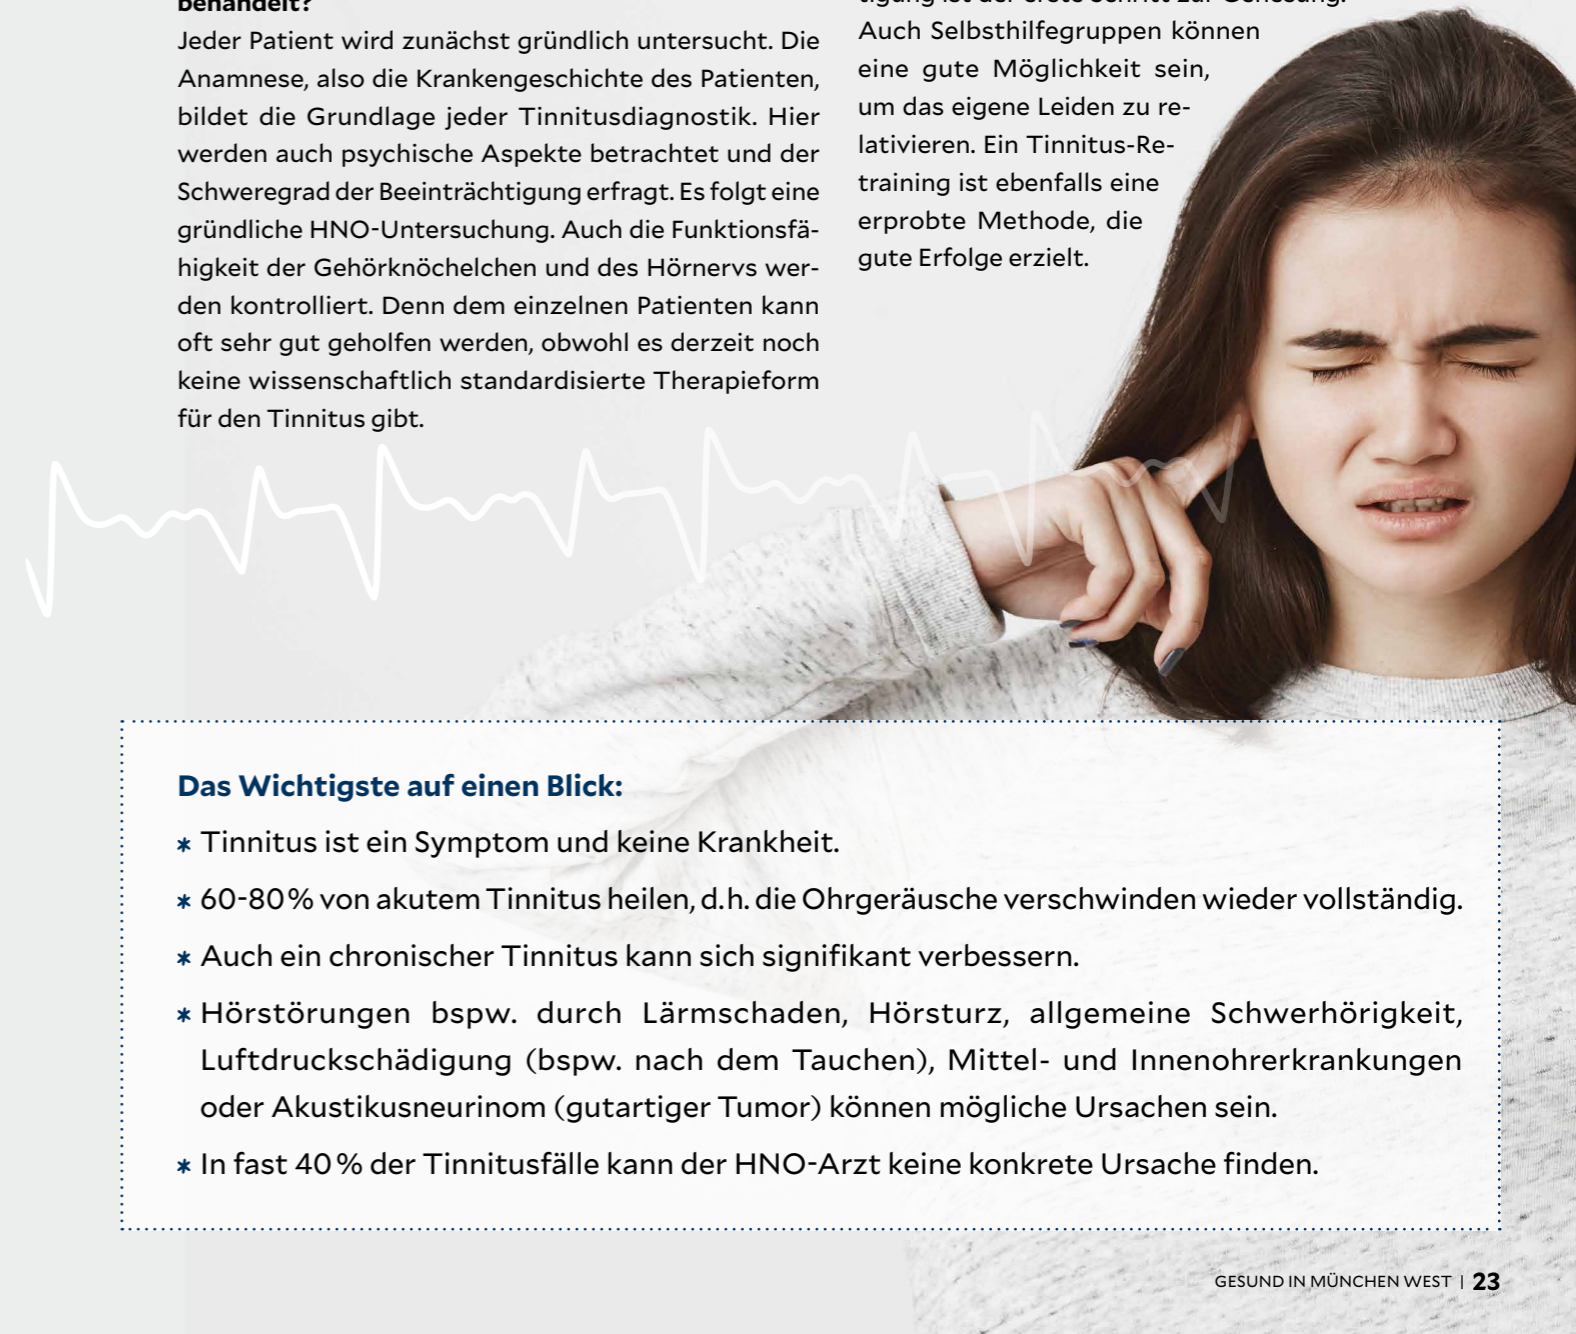 behandelt?
Jeder Patient wird zunächst gründlich untersucht. Die
Anamnese, also die Krankengeschichte des Patienten,
bildet die Grundlage jeder Tinnitusdiagnostik. Hier
werden auch psychische Aspekte betrachtet und der
Schweregrad der Beeinträchtigung erfragt. Es folgt eine
gründliche HNO-Untersuchung. Auch die Funktionsfä-
higkeit der Gehörknöchelchen und des Hörnervs wer-
den kontrolliert. Denn dem einzelnen Patienten kann
oft sehr gut geholfen werden, obwohl es derzeit noch
keine wissenschaftlich standardisierte Therapieform
für den Tinnitus gibt.
tigung ist der erste Schritt zur Genesung.
Auch Selbsthilfegruppen können
eine gute Möglichkeit sein,
um das eigene Leiden zu re-
lativieren. Ein Tinnitus-Re-
training ist ebenfalls eine
erprobte Methode, die
gute Erfolge erzielt.
Das Wichtigste auf einen Blick:
* Tinnitus ist ein Symptom und keine Krankheit.
* 60-80% von akutem Tinnitus heilen, d.h. die Ohrgeräusche verschwinden wieder vollständig.
* Auch ein chronischer Tinnitus kann sich signifikant verbessern.
* Hörstörungen bspw. durch Lärmschaden, Hörsturz, allgemeine Schwerhörigkeit,
Luftdruckschädigung (bspw. nach dem Tauchen), Mittel- und Innenohrerkrankungen
oder Akustikusneurinom (gutartiger Tumor) können mögliche Ursachen sein.
* In fast 40% der Tinnitusfälle kann der HNO-Arzt keine konkrete Ursache finden.
GESUND IN MÜNCHEN WEST | 23